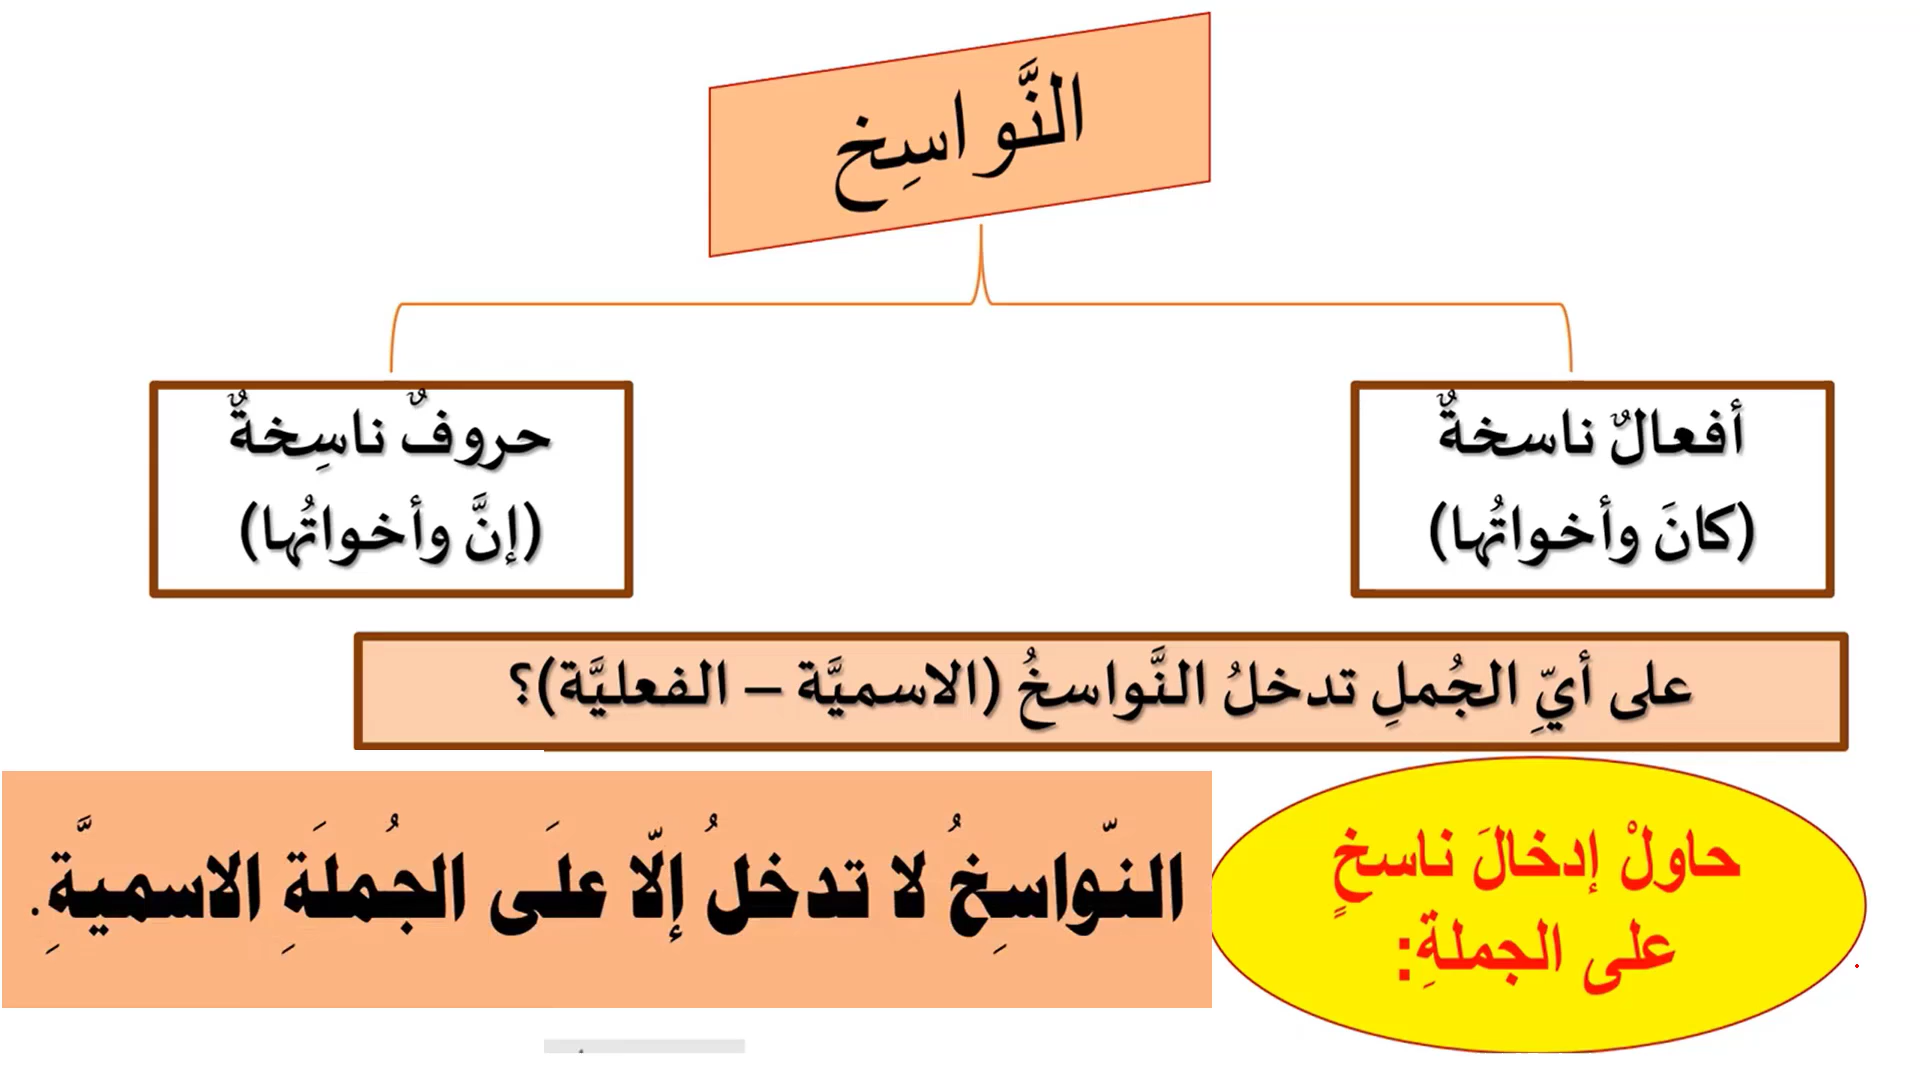 النَّواسِخ
أفعالٌ ناسخةٌ
(كانَ وأخواتُها)
حروفٌ ناسِخةٌ
(إنَّ وأخواتُها)
على أيِّ الجُملِ تدخلُ النَّواسخُ (الاسميَّة – الفعليَّة)؟
حاولْ إدخالَ ناسخٍ
على الجملةِ:
النّواسِخُ لا تدخلُ إلّا علَى الجُملَةِ الاسميَّةِ.